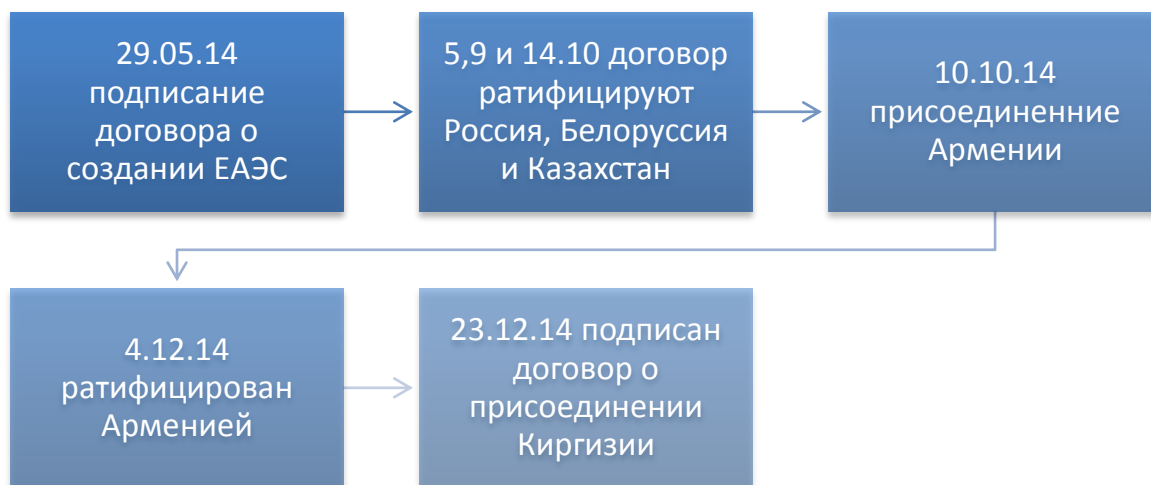 29.05.14
подписание
договора о
создании ЕАЭС
5,9 и 14.10 договор
ратифицируют
Россия, Белоруссия
и Казахстан
10.10.14
присоединенние
Армении
4.12.14
ратифицирован
Арменией
23.12.14 подписан
договор о
присоединении
Киргизии